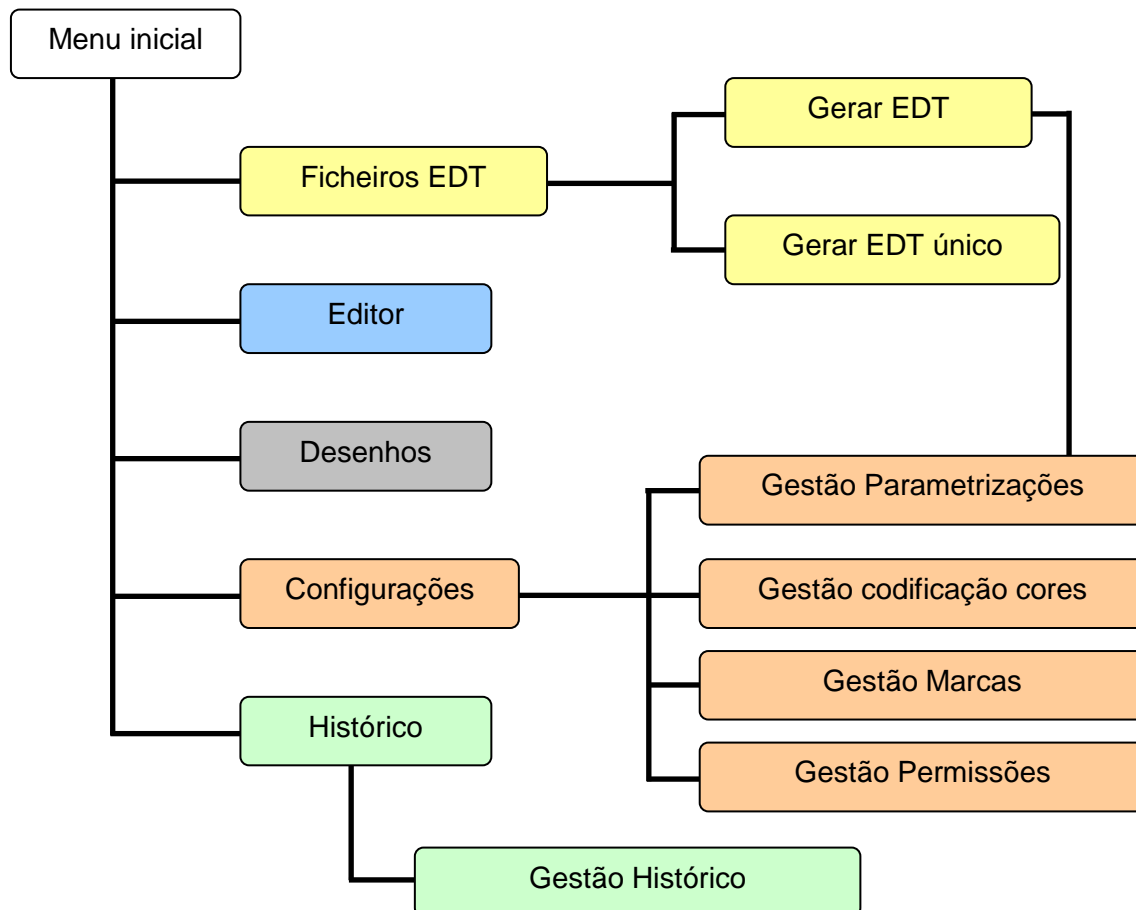 Menu inicial
Gerar EDT
Ficheiros EDT
Gerar EDT único
Editor
Desenhos
Gestão Parametrizações
Configurações
Gestão codificação cores
Gestão Marcas
Histórico
Gestão Permissões
Gestão Histórico